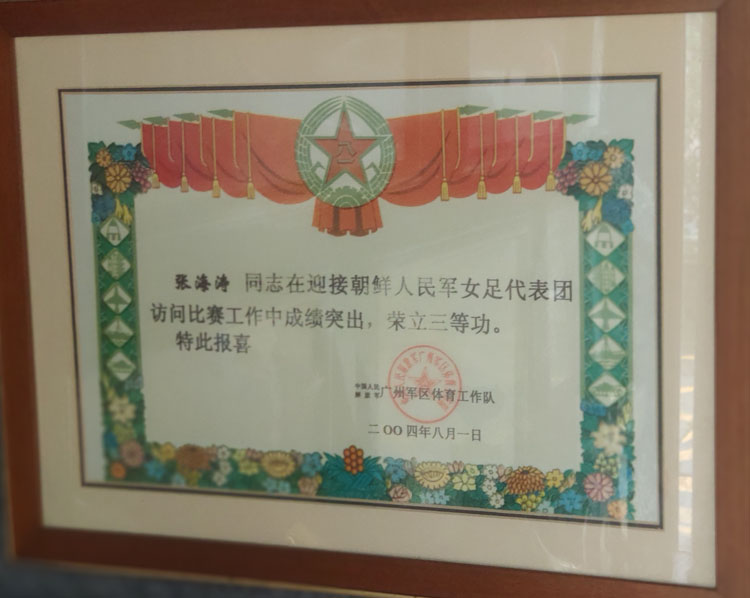 八一
张海涛 同志在迎接朝鲜人民军女足代表团
访问比赛工作中成绩突出，荣立三等功。
特此报喜
中国人民
解放军 广州军区体育工作队
二〇〇四年八月一日